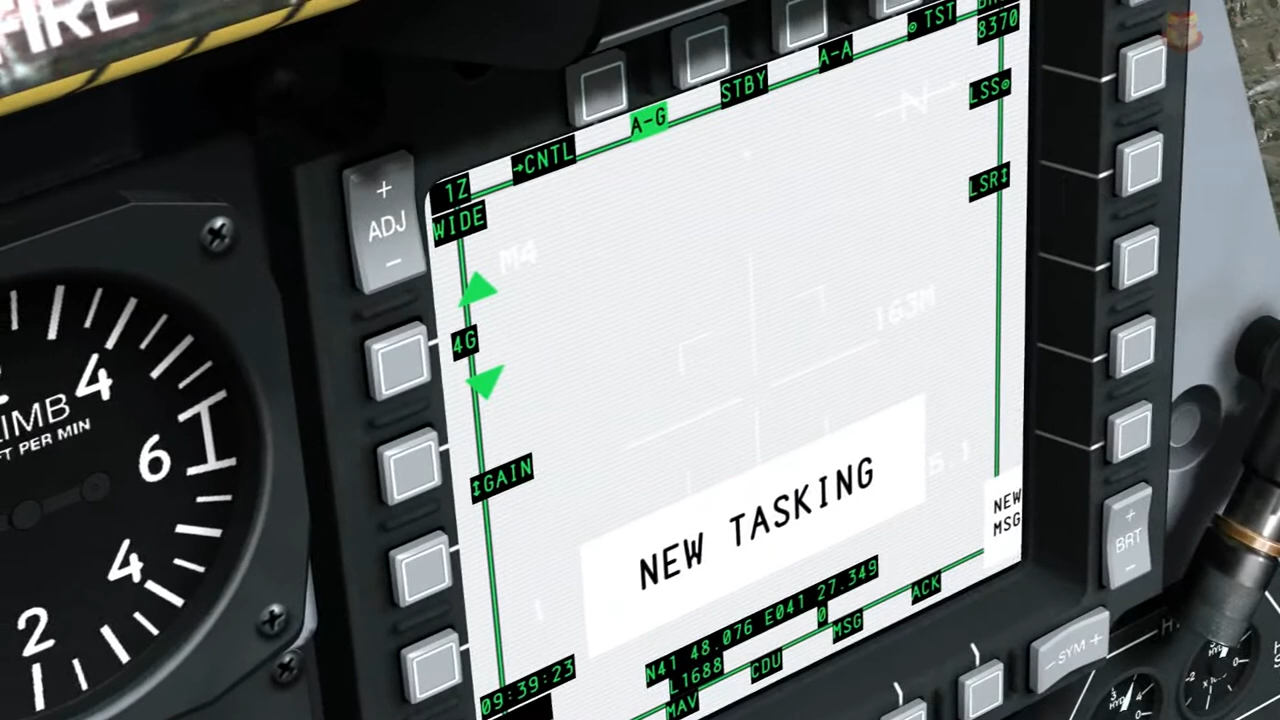 FIRE
1Z
→CNTL
A-G
STBY
A-A
TST
8370
WIDE
LSS
LSR↕
M4
163M
4G
↕GAIN
NEW TASKING
NEW
MSG
N41 48.076 E041 27.349
L1688
0
09:39:23
MAV
CDU
MSG
ACK
+
ADJ
−
+
BRT
−
SYM +
4
6
4
2
FT PER MIN